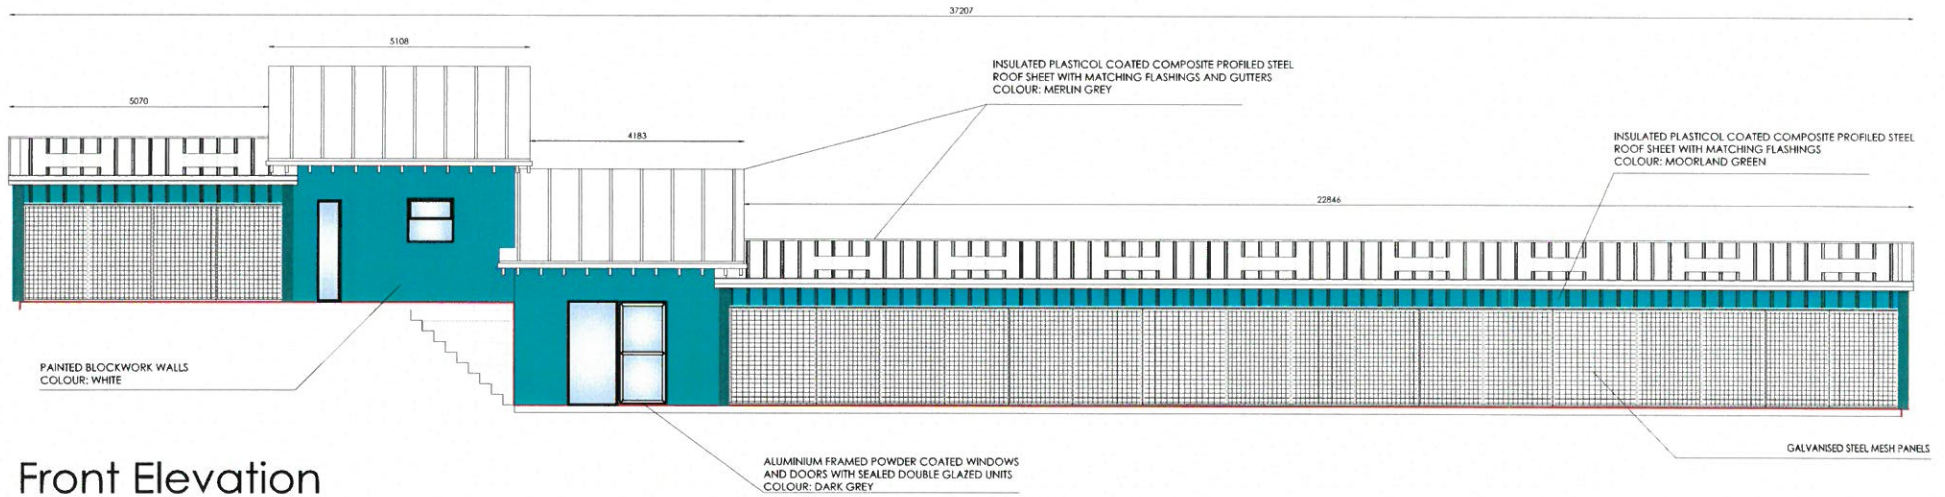 37207
5108
5070
4183
22846
INSULATED PLASTICOL COATED COMPOSITE PROFILED STEEL
ROOF SHEET WITH MATCHING FLASHINGS AND GUTTERS
COLOUR: MERLIN GREY
INSULATED PLASTICOL COATED COMPOSITE PROFILED STEEL
ROOF SHEET WITH MATCHING FLASHINGS
COLOUR: MOORLAND GREEN
PAINTED BLOCKWORK WALLS
COLOUR: WHITE
ALUMINIUM FRAMED POWDER COATED WINDOWS
AND DOORS WITH SEALED DOUBLE GLAZED UNITS
COLOUR: DARK GREY
GALVANISED STEEL MESH PANELS
Front Elevation